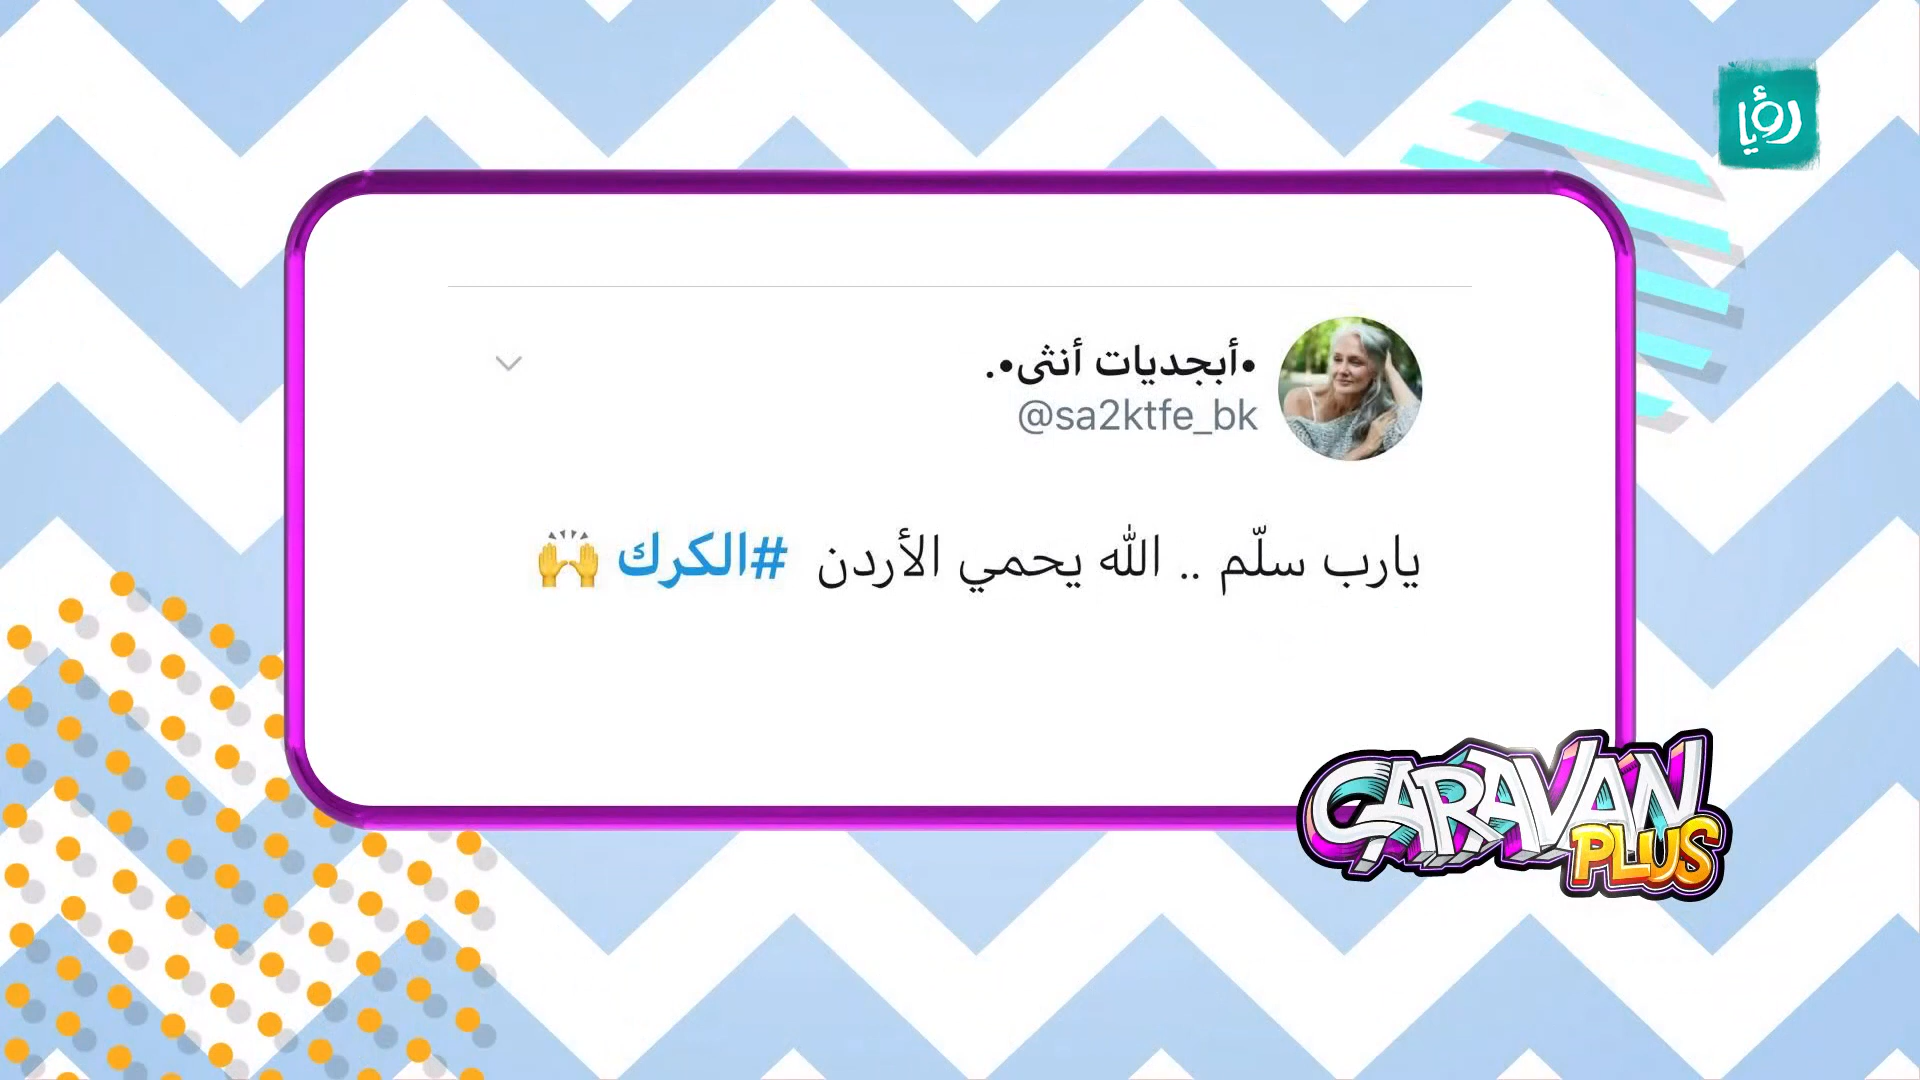 رؤيا
•أبجديات أنثى•.
@sa2ktfe_bk
يارب سلّم .. الله يحمي الأردن #الكرك 🙌
CARAVAN
PLUS